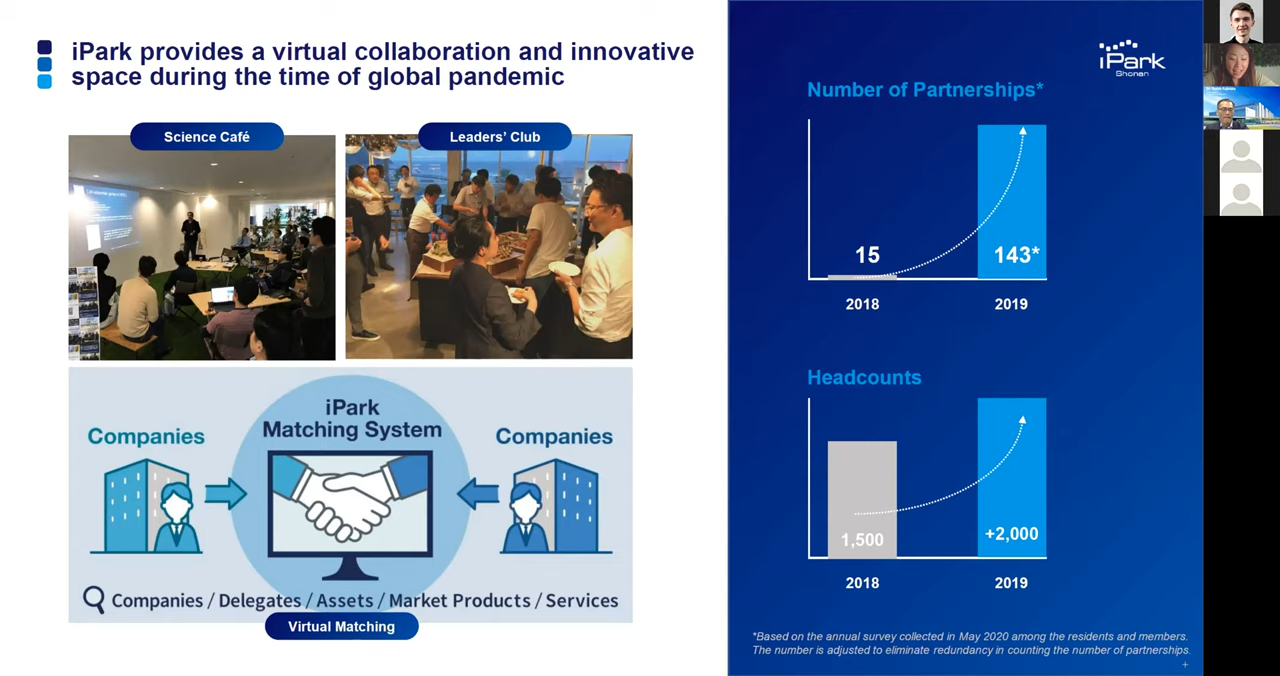 iPark provides a virtual collaboration and innovative
space during the time of global pandemic
Science Café
Leaders' Club
iPark
Matching System
Companies
Companies
Companies / Delegates / Assets / Market Products / Services
Virtual Matching
iPark
Shonan
Number of Partnerships*
15
143*
2018
2019
Headcounts
1,500
+2,000
2018
2019
*Based on the annual survey collected in May 2020 among the residents and members.
The number is adjusted to eliminate redundancy in counting the number of partnerships.
+